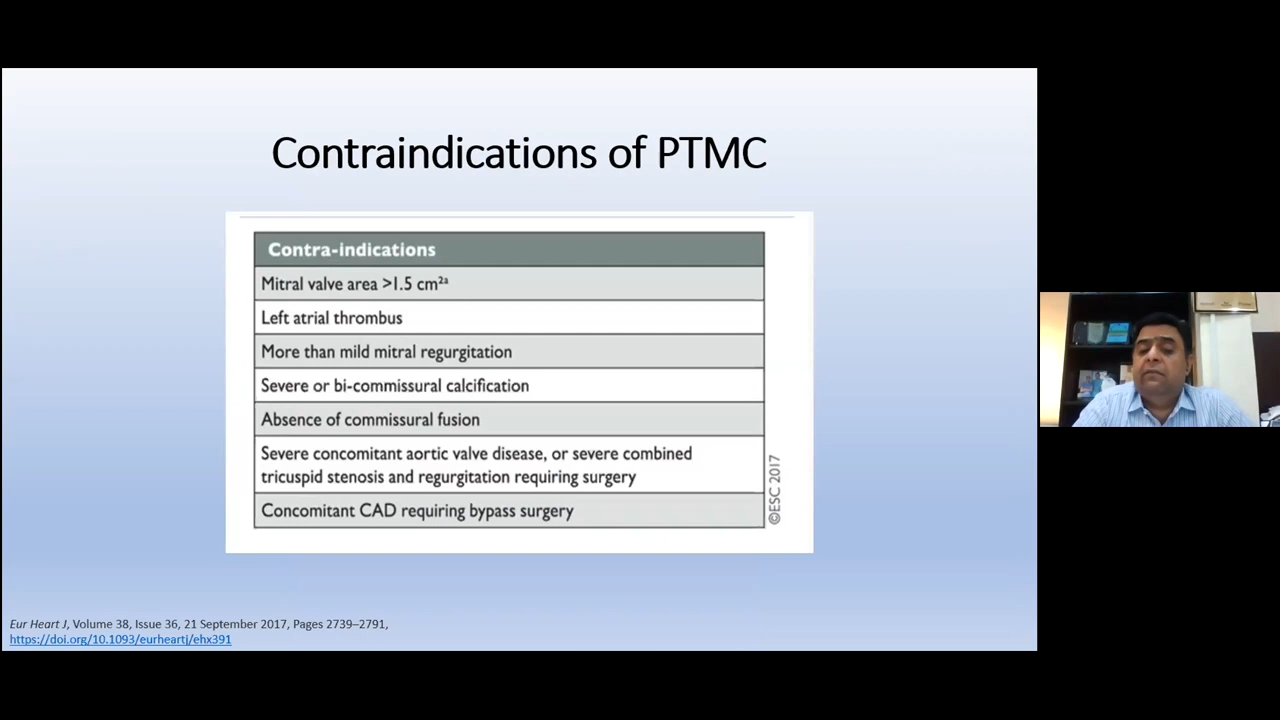 Contraindications of PTMC
Contra-indications
Mitral valve area >1.5 cm²ᵃ
Left atrial thrombus
More than mild mitral regurgitation
Severe or bi-commissural calcification
Absence of commissural fusion
Severe concomitant aortic valve disease, or severe combined
tricuspid stenosis and regurgitation requiring surgery
Concomitant CAD requiring bypass surgery
©ESC 2017
Eur Heart J, Volume 38, Issue 36, 21 September 2017, Pages 2739–2791,
https://doi.org/10.1093/eurheartj/ehx391